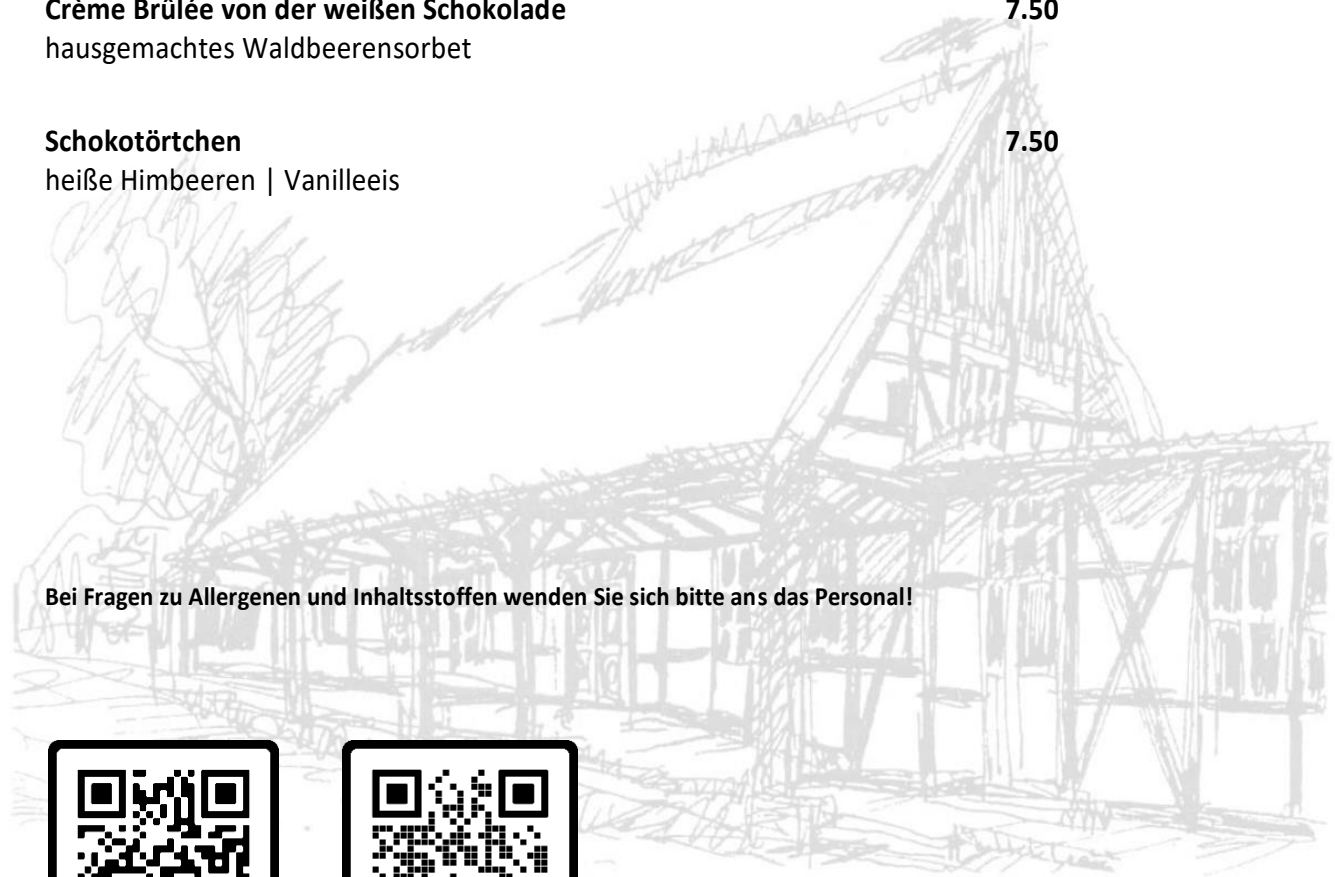 Crème Brûlée von der weißen Schokolade 7.50
hausgemachtes Waldbeerensorbet
Schokotörtchen 7.50
heiße Himbeeren | Vanilleeis
Bei Fragen zu Allergenen und Inhaltsstoffen wenden Sie sich bitte ans das Personal!